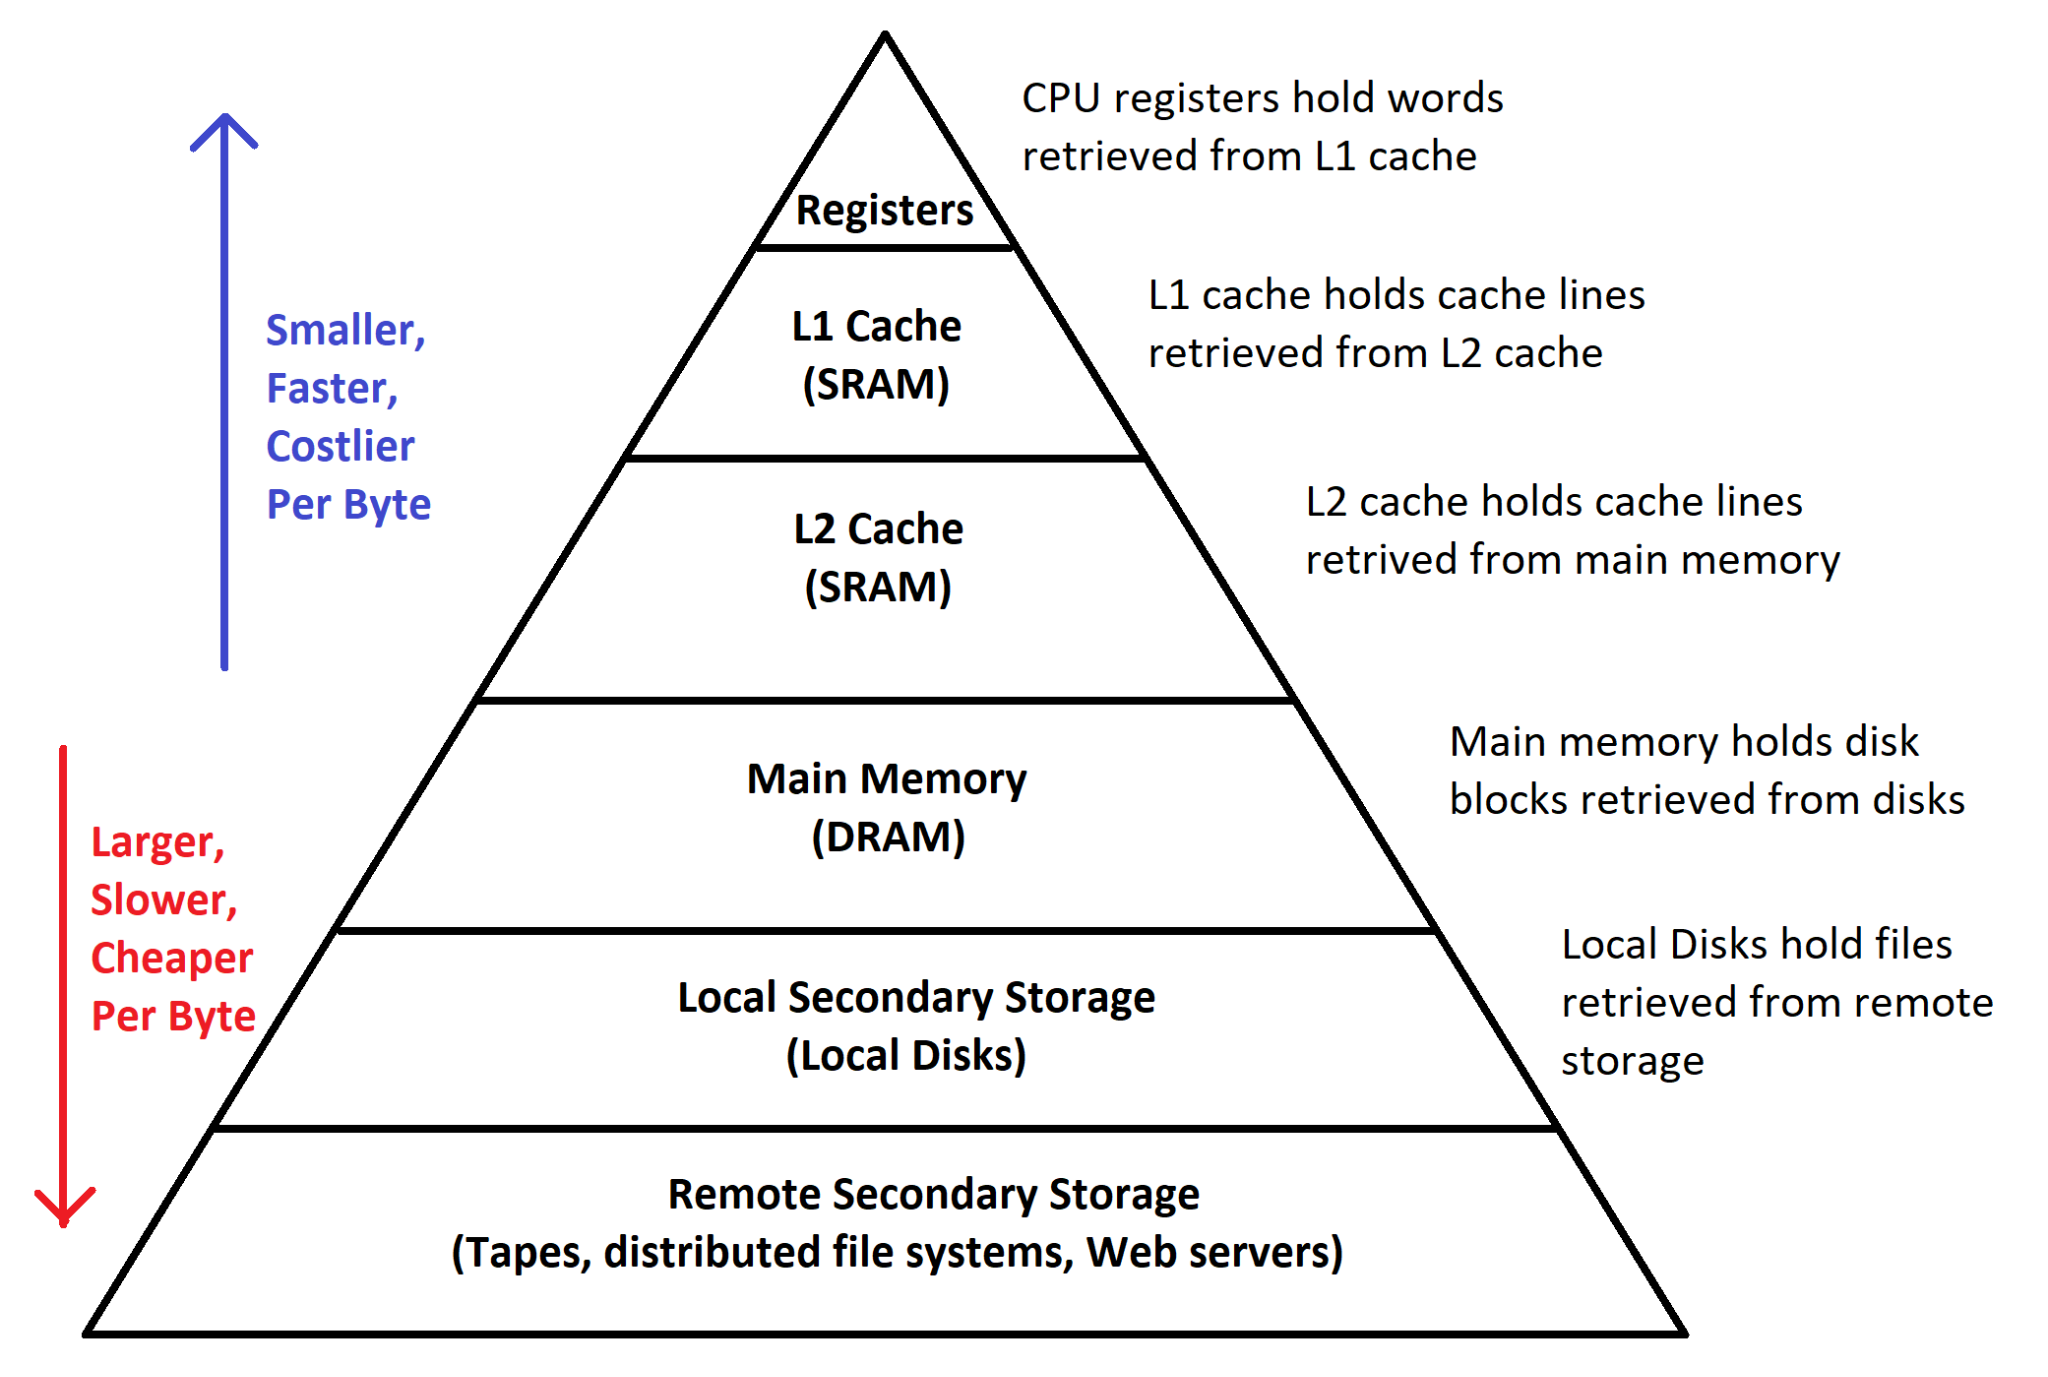 CPU registers hold words
retrieved from L1 cache
Registers
L1 cache holds cache lines
retrieved from L2 cache
L1 Cache
(SRAM)
Smaller,
Faster,
Costlier
Per Byte
L2 cache holds cache lines
retrived from main memory
L2 Cache
(SRAM)
Main memory holds disk
blocks retrieved from disks
Main Memory
(DRAM)
Larger,
Slower,
Cheaper
Per Byte
Local Disks hold files
retrieved from remote
storage
Local Secondary Storage
(Local Disks)
Remote Secondary Storage
(Tapes, distributed file systems, Web servers)